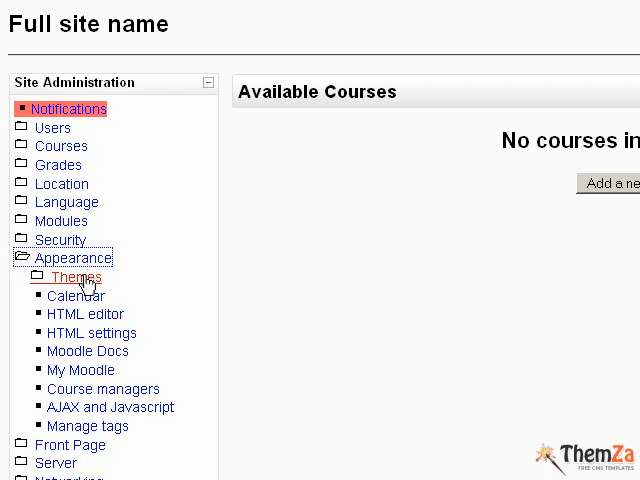 Full site name
Site Administration
Available Courses
Notifications
Users
No courses in
Courses
Grades
Location
Add a ne
Language
Modules
Security
Appearance
Themes
Calendar
HTML editor
HTML settings
Moodle Docs
My Moodle
Course managers
AJAX and Javascript
Manage tags
Front Page
Server
Networking
ThemZa
FREE CMS TEMPLATES